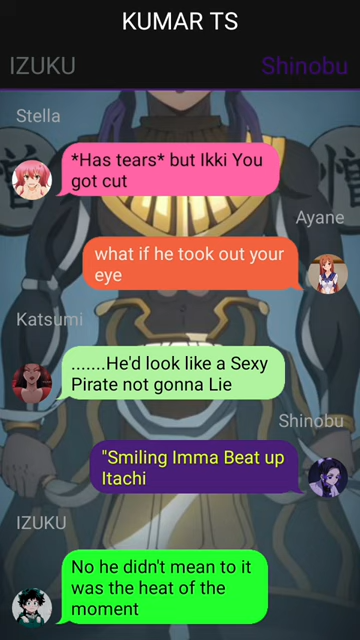 KUMAR TS
IZUKU
Shinobu
Stella
*Has tears* but Ikki You
got cut
Ayane
what if he took out your
eye
Katsumi
.......He'd look like a Sexy
Pirate not gonna Lie
Shinobu
"Smiling Imma Beat up
Itachi
IZUKU
No he didn't mean to it
was the heat of the
moment